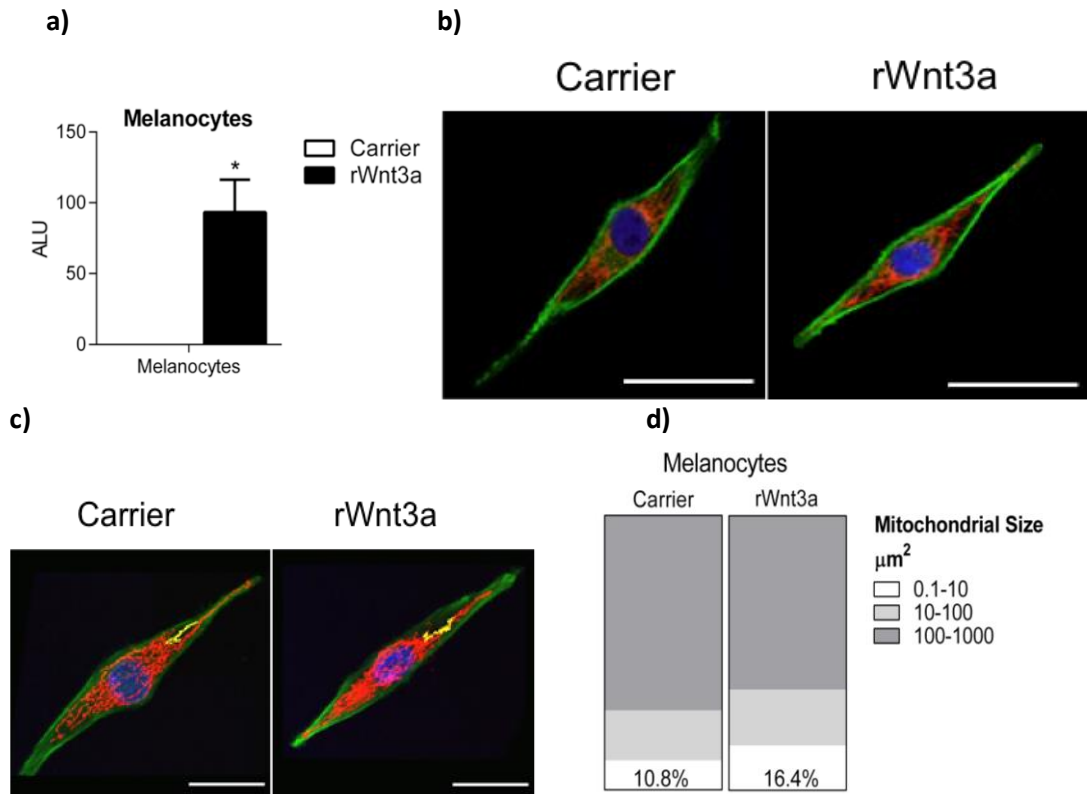 a)
Melanocytes
150
100
50
0
ALU
*
Melanocytes
Carrier
rWnt3a
b)
Carrier
rWnt3a
c)
Carrier
rWnt3a
d)
Melanocytes
Carrier
rWnt3a
10.8%
16.4%
Mitochondrial Size
μm²
0.1-10
10-100
100-1000